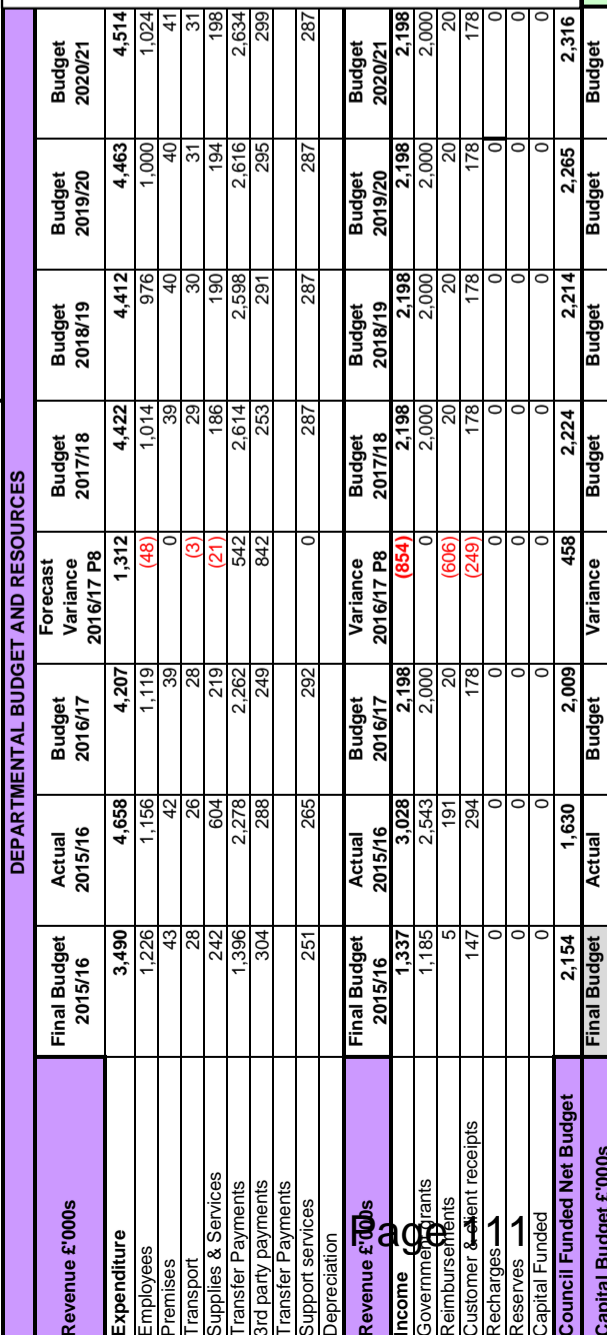 DEPARTMENTAL BUDGET AND RESOURCES
Revenue £'000s Final Budget 2015/16 Actual 2015/16 Budget 2016/17 Forecast Variance 2016/17 P8 Budget 2017/18 Budget 2018/19 Budget 2019/20 Budget 2020/21
Expenditure 3,490 4,658 4,207 1,312 4,422 4,412 4,463 4,514
Employees 1,226 1,156 1,119 (48) 1,014 976 1,000 1,024
Premises 43 42 39 0 39 40 40 41
Transport 28 26 28 (3) 29 30 31 31
Supplies & Services 242 604 219 (21) 186 190 194 198
Transfer Payments 1,396 2,278 2,262 542 2,614 2,598 2,616 2,634
3rd party payments 304 288 249 842 253 291 295 299
Transfer Payments
Support services 251 265 292 0 287 287 287 287
Depreciation
Revenue £'000s Final Budget 2015/16 Actual 2015/16 Budget 2016/17 Variance 2016/17 P8 Budget 2017/18 Budget 2018/19 Budget 2019/20 Budget 2020/21
Income 1,337 3,028 2,198 (854) 2,198 2,198 2,198 2,198
Government grants 1,185 2,543 2,000 0 2,000 2,000 2,000 2,000
Reimbursements 5 191 20 (606) 20 20 20 20
Customer & client receipts 147 294 178 (249) 178 178 178 178
Recharges 0 0 0 0 0 0 0
Reserves 0 0 0 0 0 0 0
Capital Funded 0 0 0 0 0 0 0
Council Funded Net Budget 2,154 1,630 2,009 458 2,224 2,214 2,265 2,316
Capital Budget £'000s Final Budget Actual Budget Variance Budget Budget Budget Budget
Page 111